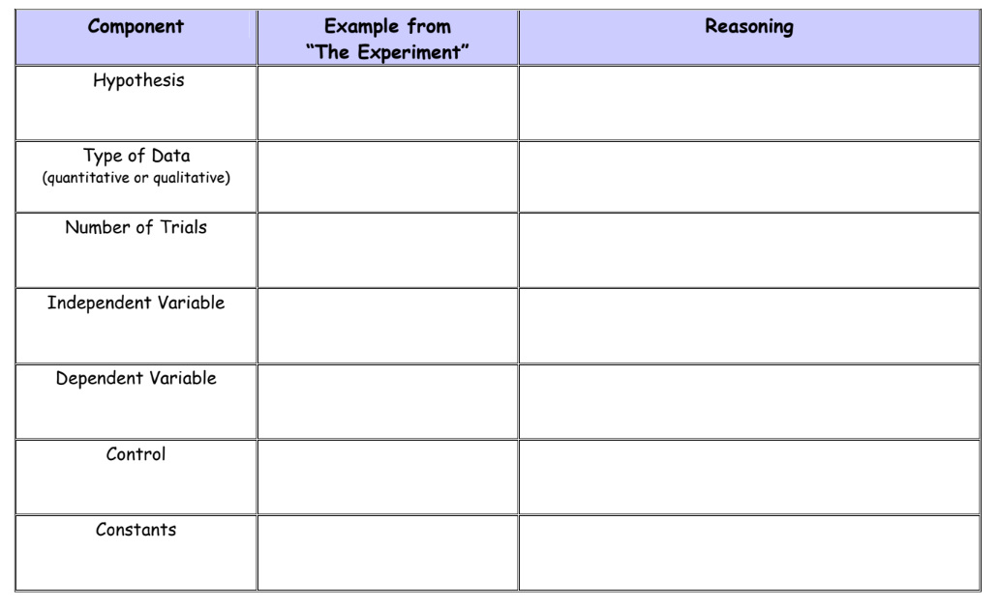 Component
Example from
“The Experiment”
Reasoning
Hypothesis
Type of Data
(quantitative or qualitative)
Number of Trials
Independent Variable
Dependent Variable
Control
Constants